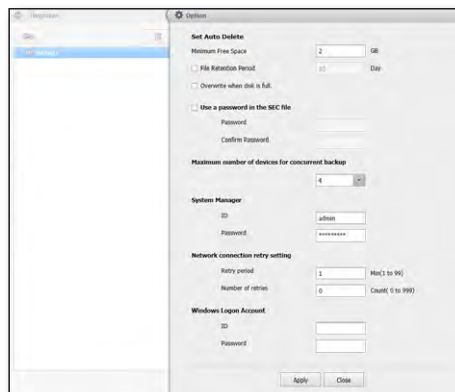 Option
Set Auto Delete
Minimum Free Space 2 GB
File Retention Period Day
Overwrite when disk is full.
Use a password in the SEC file
Password
Confirm Password
Maximum number of devices for concurrent backup
4
System Manager
ID admin
Password *********
Network connection retry setting
Retry period 1 Min(1 to 99)
Number of retries 0 Count( 0 to 999)
Windows Logon Account
ID
Password
Apply Close